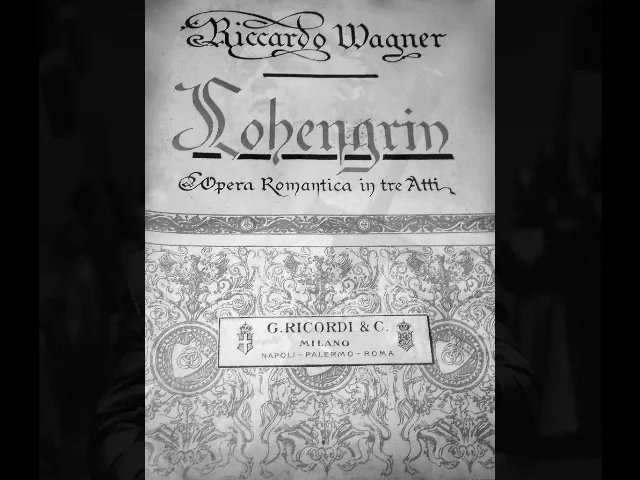 Riccardo Wagner
Lohengrin
Opera Romantica in tre Atti
G. RICORDI & C.
MILANO
NAPOLI - PALERMO - ROMA